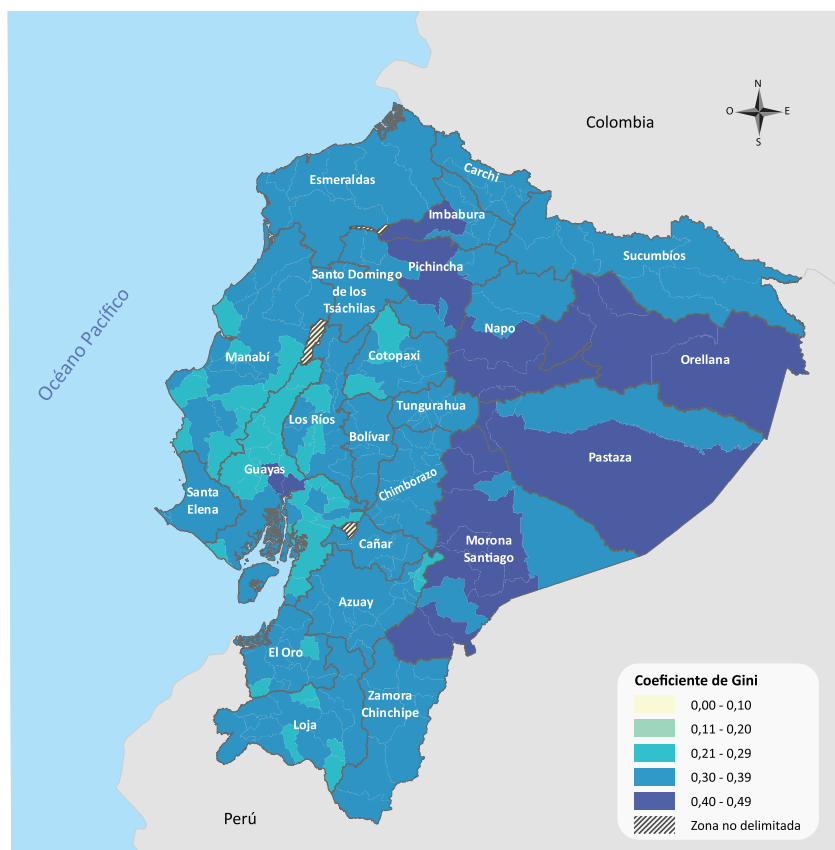 N
O
E
S
Colombia
Esmeraldas
Carchi
Imbabura
Sucumbíos
Pichincha
Santo Domingo
de los
Tsáchilas
Napo
Océano Pacífico
Manabí
Cotopaxi
Orellana
Tungurahua
Los Ríos
Bolívar
Pastaza
Guayas
Chimborazo
Santa
Elena
Cañar
Morona
Santiago
Azuay
El Oro
Zamora
Chinchipe
Loja
Perú
Coeficiente de Gini
0,00 - 0,10
0,11 - 0,20
0,21 - 0,29
0,30 - 0,39
0,40 - 0,49
Zona no delimitada